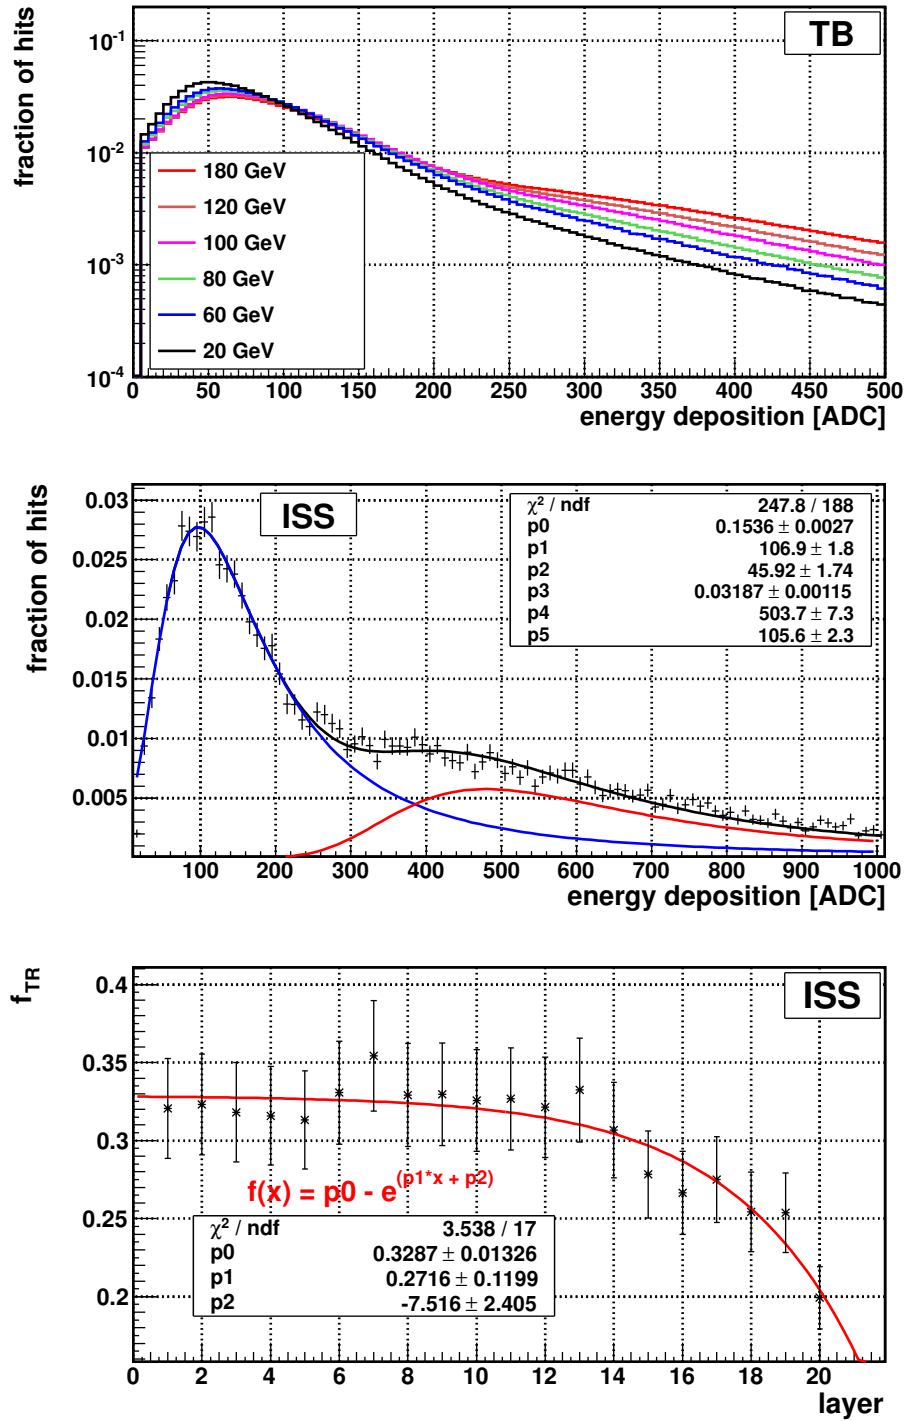 fraction of hits
TB
10^-1
10^-2
10^-3
10^-4
180 GeV
120 GeV
100 GeV
80 GeV
60 GeV
20 GeV
0 50 100 150 200 250 300 350 400 450 500
energy deposition [ADC]
fraction of hits
ISS
χ² / ndf 247.8 / 188
p0 0.1536 ± 0.0027
p1 106.9 ± 1.8
p2 45.92 ± 1.74
p3 0.03187 ± 0.00115
p4 503.7 ± 7.3
p5 105.6 ± 2.3
0.03
0.025
0.02
0.015
0.01
0.005
100 200 300 400 500 600 700 800 900 1000
energy deposition [ADC]
f_TR
ISS
0.4
0.35
0.3
0.25
0.2
f(x) = p0 - e^(p1*x + p2)
χ² / ndf 3.538 / 17
p0 0.3287 ± 0.01326
p1 0.2716 ± 0.1199
p2 -7.516 ± 2.405
0 2 4 6 8 10 12 14 16 18 20
layer